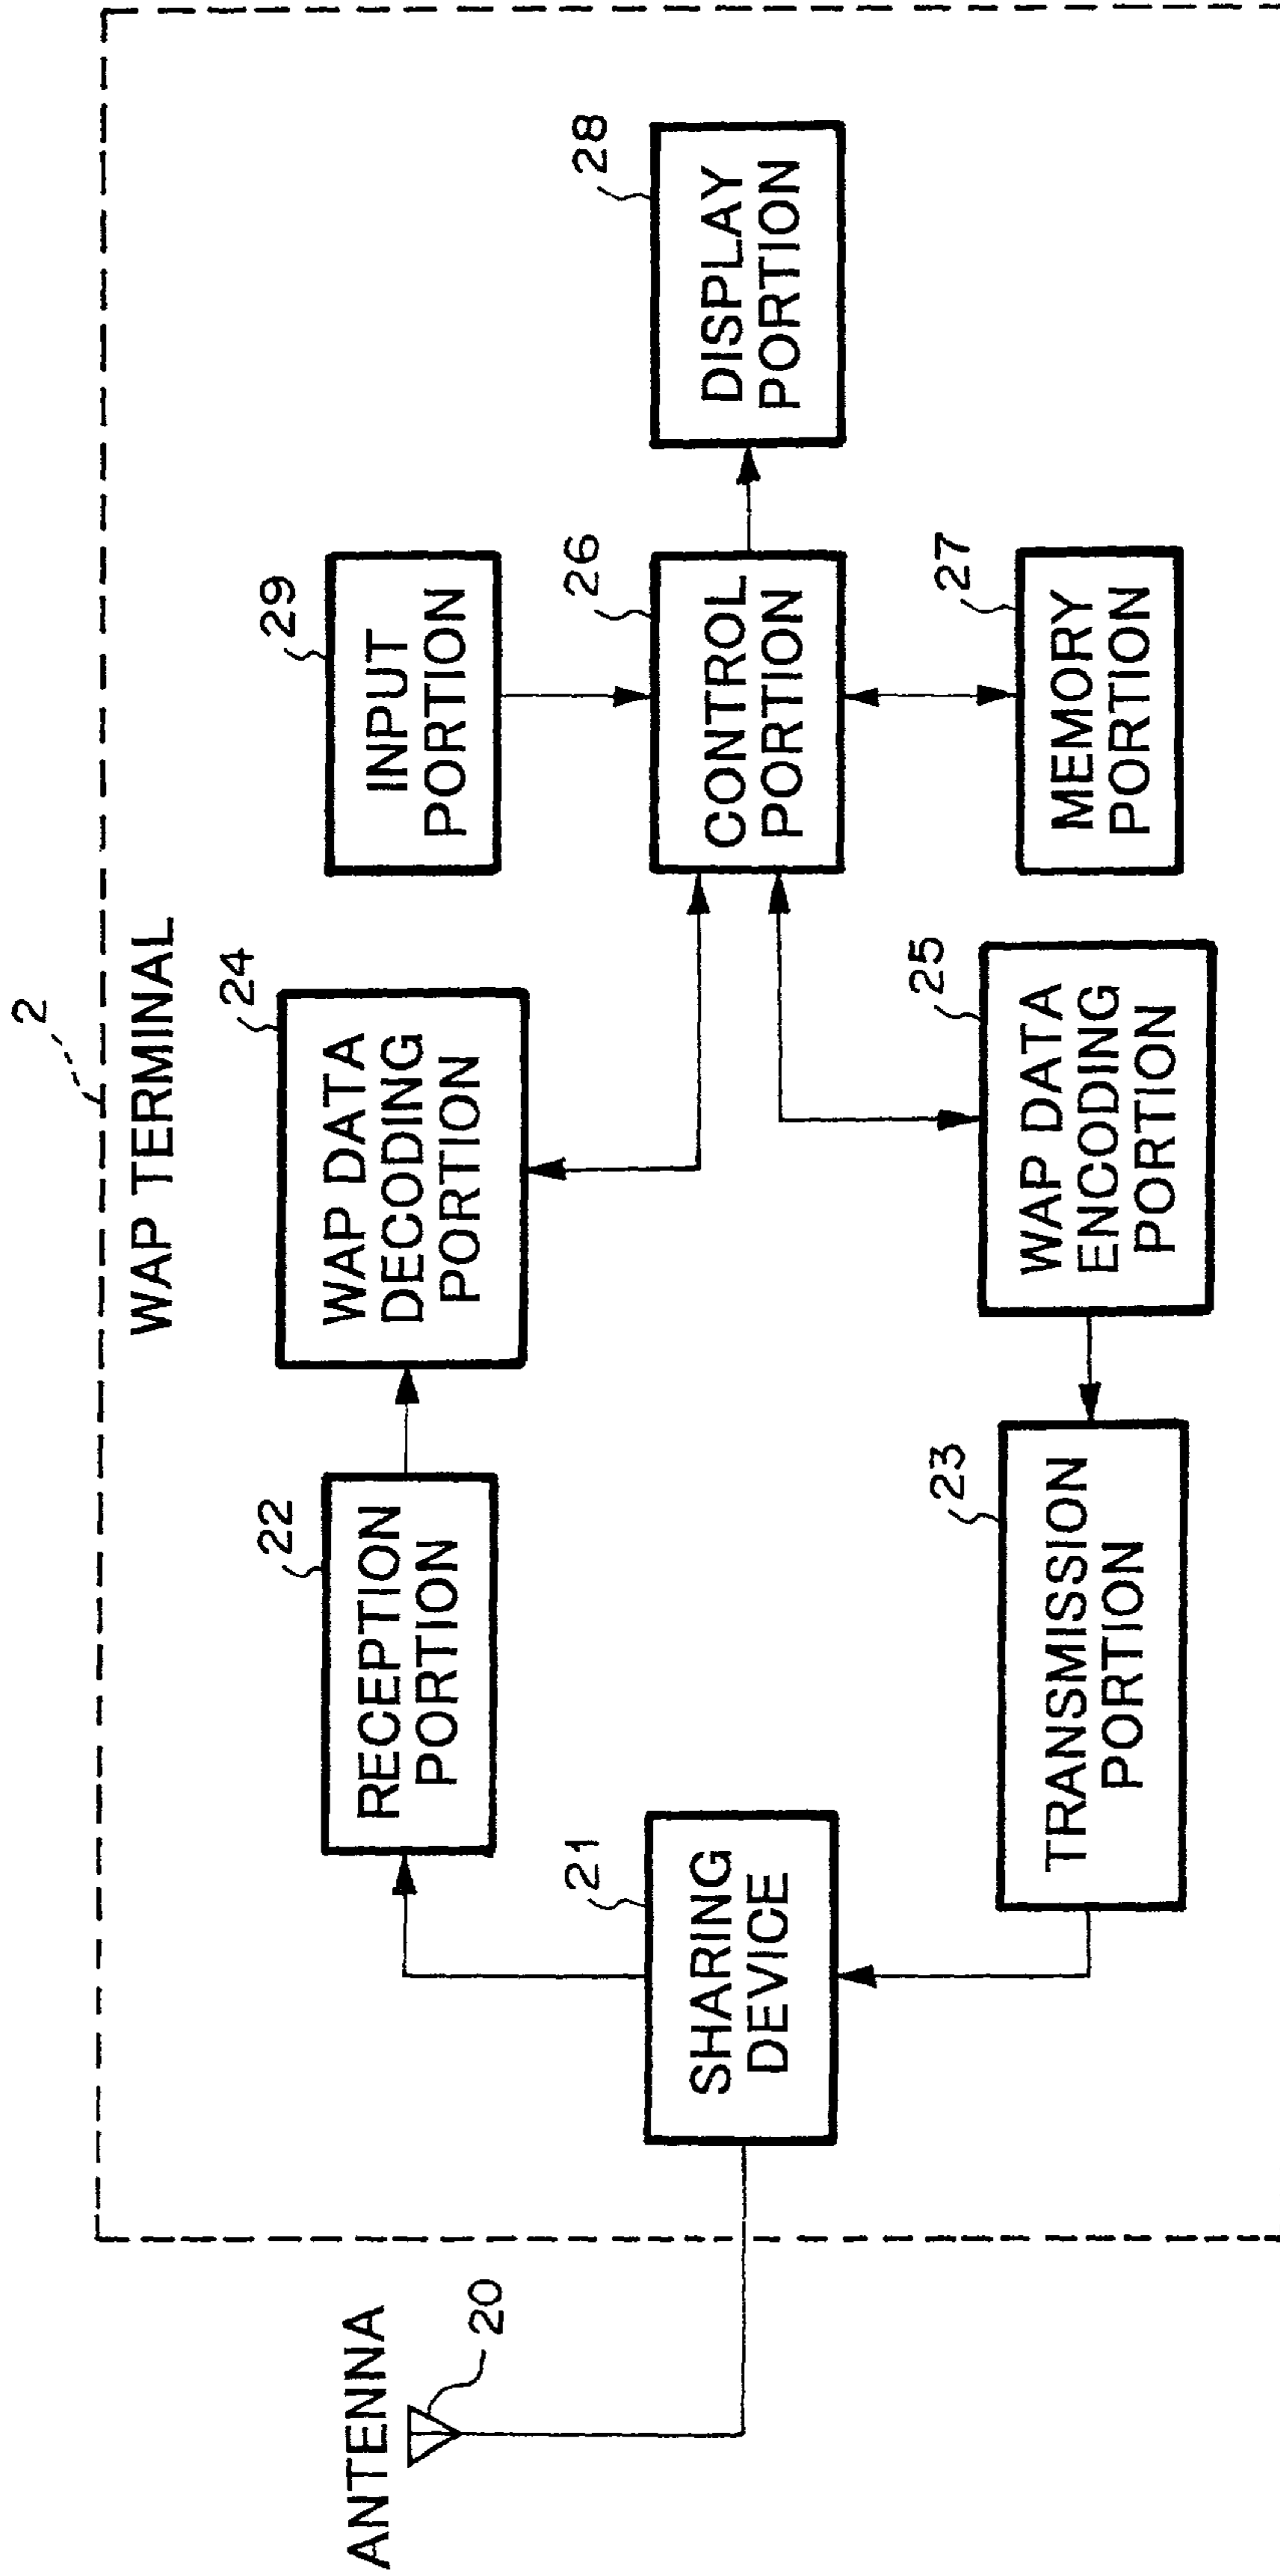 2
WAP TERMINAL
ANTENNA
20
SHARING
DEVICE
21
RECEPTION
PORTION
22
WAP DATA
DECODING
PORTION
24
INPUT
PORTION
29
CONTROL
PORTION
26
DISPLAY
PORTION
28
MEMORY
PORTION
27
WAP DATA
ENCODING
PORTION
25
TRANSMISSION
PORTION
23